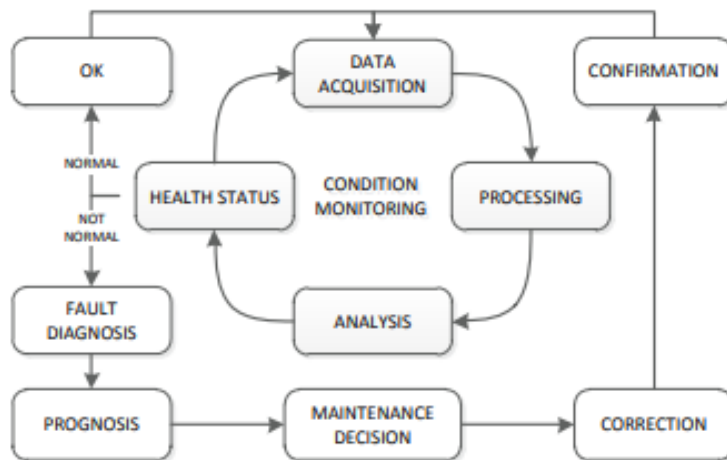 OK
DATA
ACQUISITION
CONFIRMATION
NORMAL
HEALTH STATUS
CONDITION
MONITORING
PROCESSING
NOT
NORMAL
FAULT
DIAGNOSIS
ANALYSIS
PROGNOSIS
MAINTENANCE
DECISION
CORRECTION